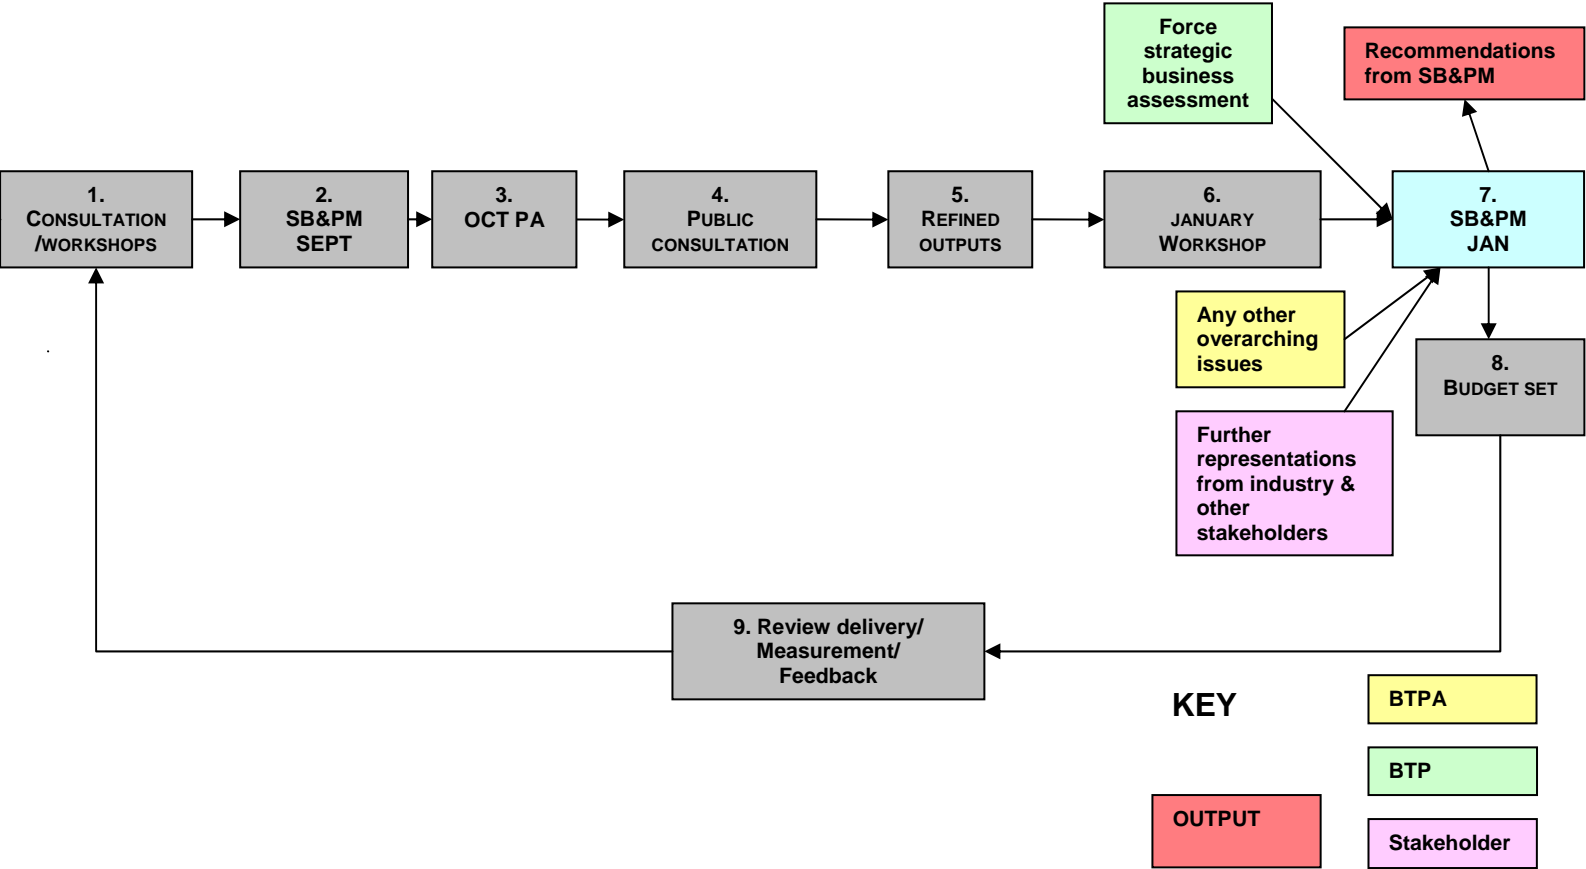 Force
strategic
business
assessment
Recommendations
from SB&PM
1.
CONSULTATION
/WORKSHOPS
2.
SB&PM
SEPT
3.
OCT PA
4.
PUBLIC
CONSULTATION
5.
REFINED
OUTPUTS
6.
JANUARY
WORKSHOP
7.
SB&PM
JAN
Any other
overarching
issues
8.
BUDGET SET
Further
representations
from industry &
other
stakeholders
9. Review delivery/
Measurement/
Feedback
KEY
BTPA
BTP
OUTPUT
Stakeholder